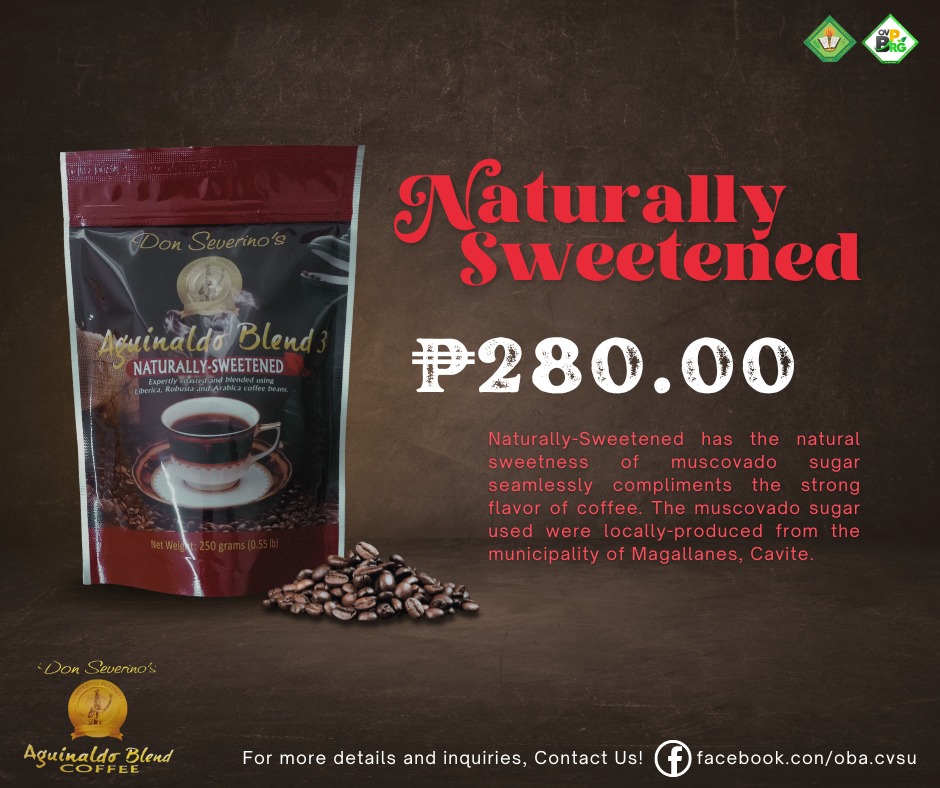 OV
P
B
RG
Naturally
Sweetened
₱280.00
Don Severino's
Aguinaldo Blend 3
NATURALLY-SWEETENED
Expertly roasted and blended using
Liberica, Robusta and Arabica coffee beans.
Net Weight: 250 grams (0.55 lb)
Naturally-Sweetened has the natural
sweetness of muscovado sugar
seamlessly compliments the strong
flavor of coffee. The muscovado sugar
used were locally-produced from the
municipality of Magallanes, Cavite.
Don Severino's
Aguinaldo Blend
COFFEE
For more details and inquiries, Contact Us! facebook.con/oba.cvsu